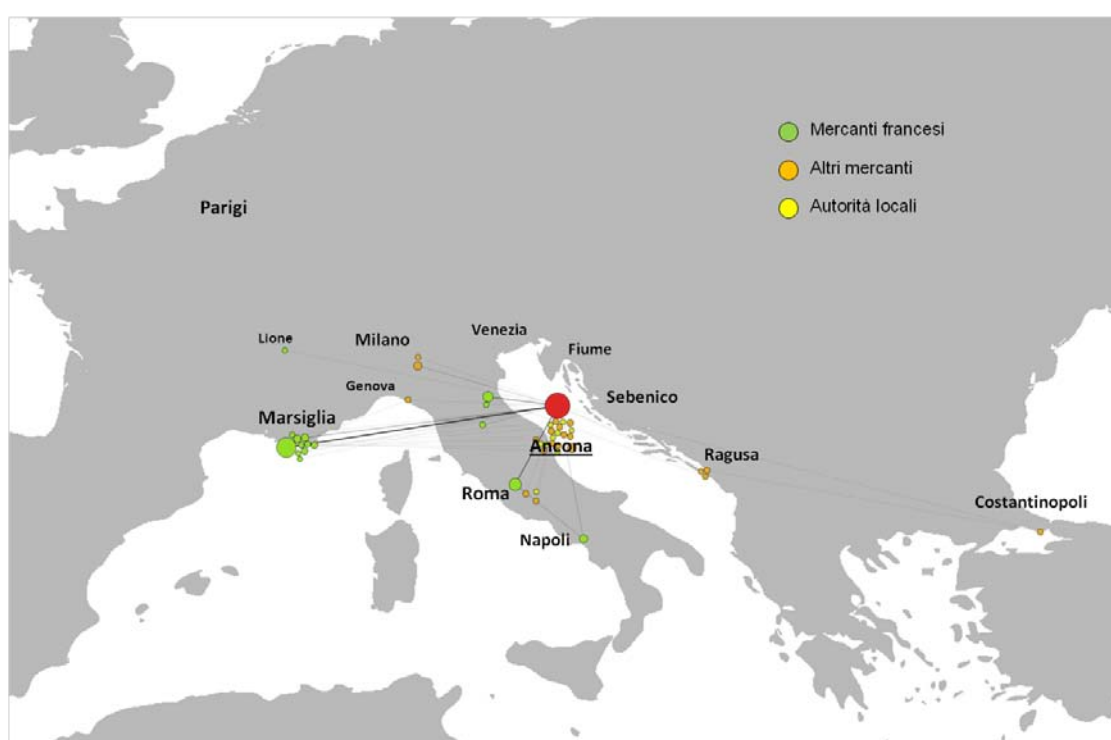 Mercanti francesi
Altri mercanti
Autorità locali
Parigi
Venezia
Lione
Milano
Fiume
Genova
Sebenico
Marsiglia
Ancona
Ragusa
Roma
Costantinopoli
Napoli